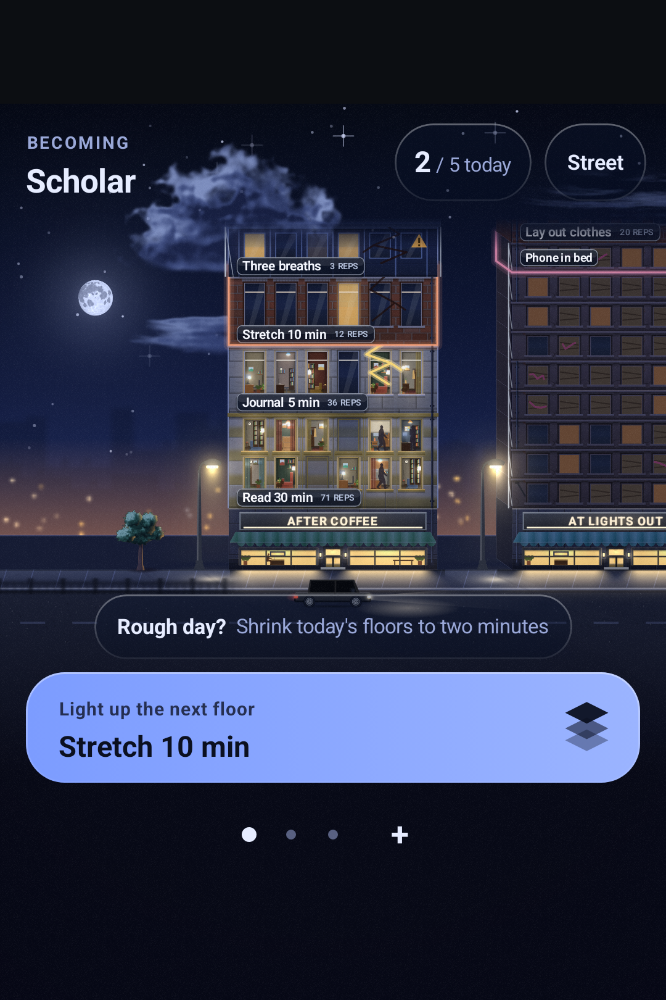 BECOMING
Scholar
2 / 5 today
Street
Three breaths 3 REPS
Stretch 10 min 12 REPS
Journal 5 min 36 REPS
Read 30 min 71 REPS
AFTER COFFEE
Lay out clothes 20 REPS
Phone in bed
AT LIGHTS OUT
Rough day? Shrink today's floors to two minutes
Light up the next floor
Stretch 10 min